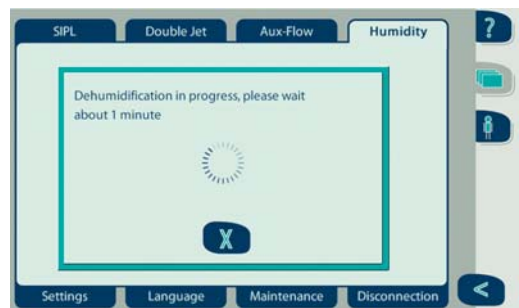 SIPL
Double Jet
Aux-Flow
Humidity
?
Dehumidification in progress, please wait
about 1 minute
X
Settings
Language
Maintenance
Disconnection
<